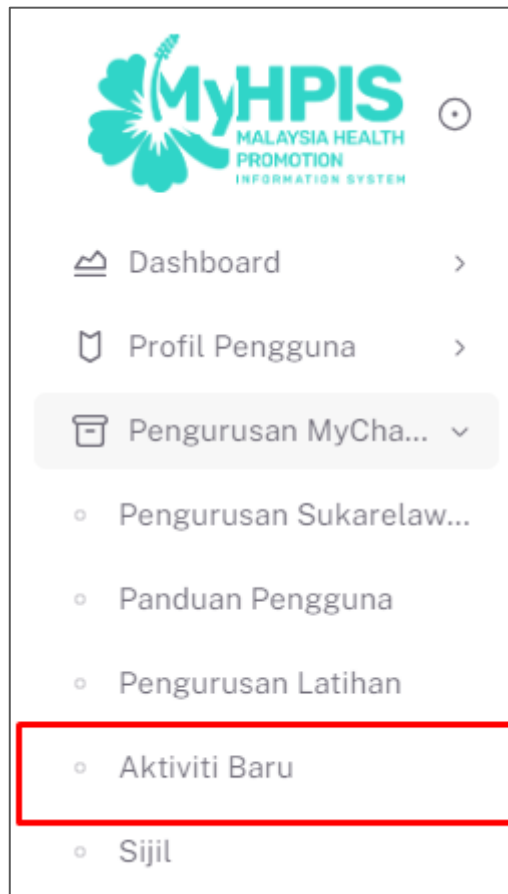 MyHPIS
MALAYSIA HEALTH
PROMOTION
INFORMATION SYSTEM
Dashboard
Profil Pengguna
Pengurusan MyCha...
Pengurusan Sukarelaw...
Panduan Pengguna
Pengurusan Latihan
Aktiviti Baru
Sijil